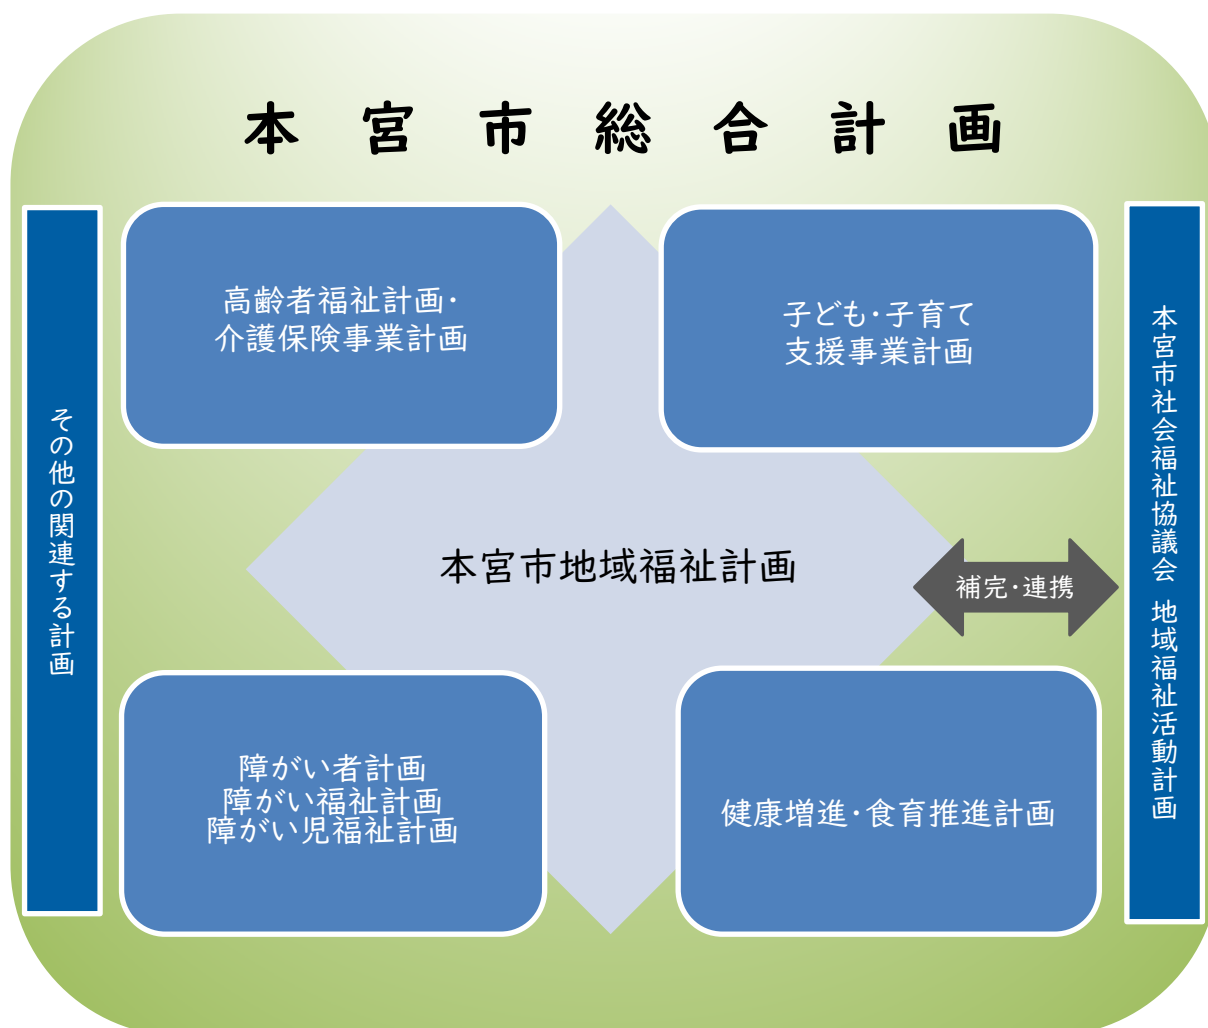 本宮市総合計画
高齢者福祉計画・
介護保険事業計画
子ども・子育て
支援事業計画
その他の関連する計画
本宮市地域福祉計画
補完・連携
本宮市社会福祉協議会 地域福祉活動計画
障がい者計画
障がい福祉計画
障がい児福祉計画
健康増進・食育推進計画